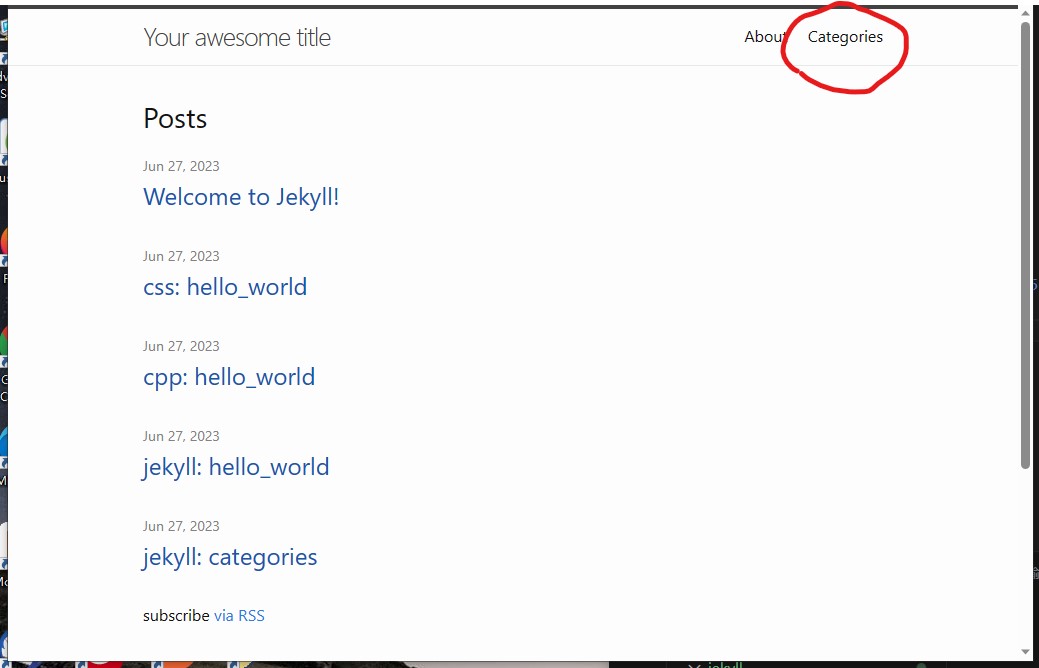 Your awesome title
About Categories
Posts
Jun 27, 2023
Welcome to Jekyll!
Jun 27, 2023
css: hello_world
Jun 27, 2023
cpp: hello_world
Jun 27, 2023
jekyll: hello_world
Jun 27, 2023
jekyll: categories
subscribe via RSS
jekyll